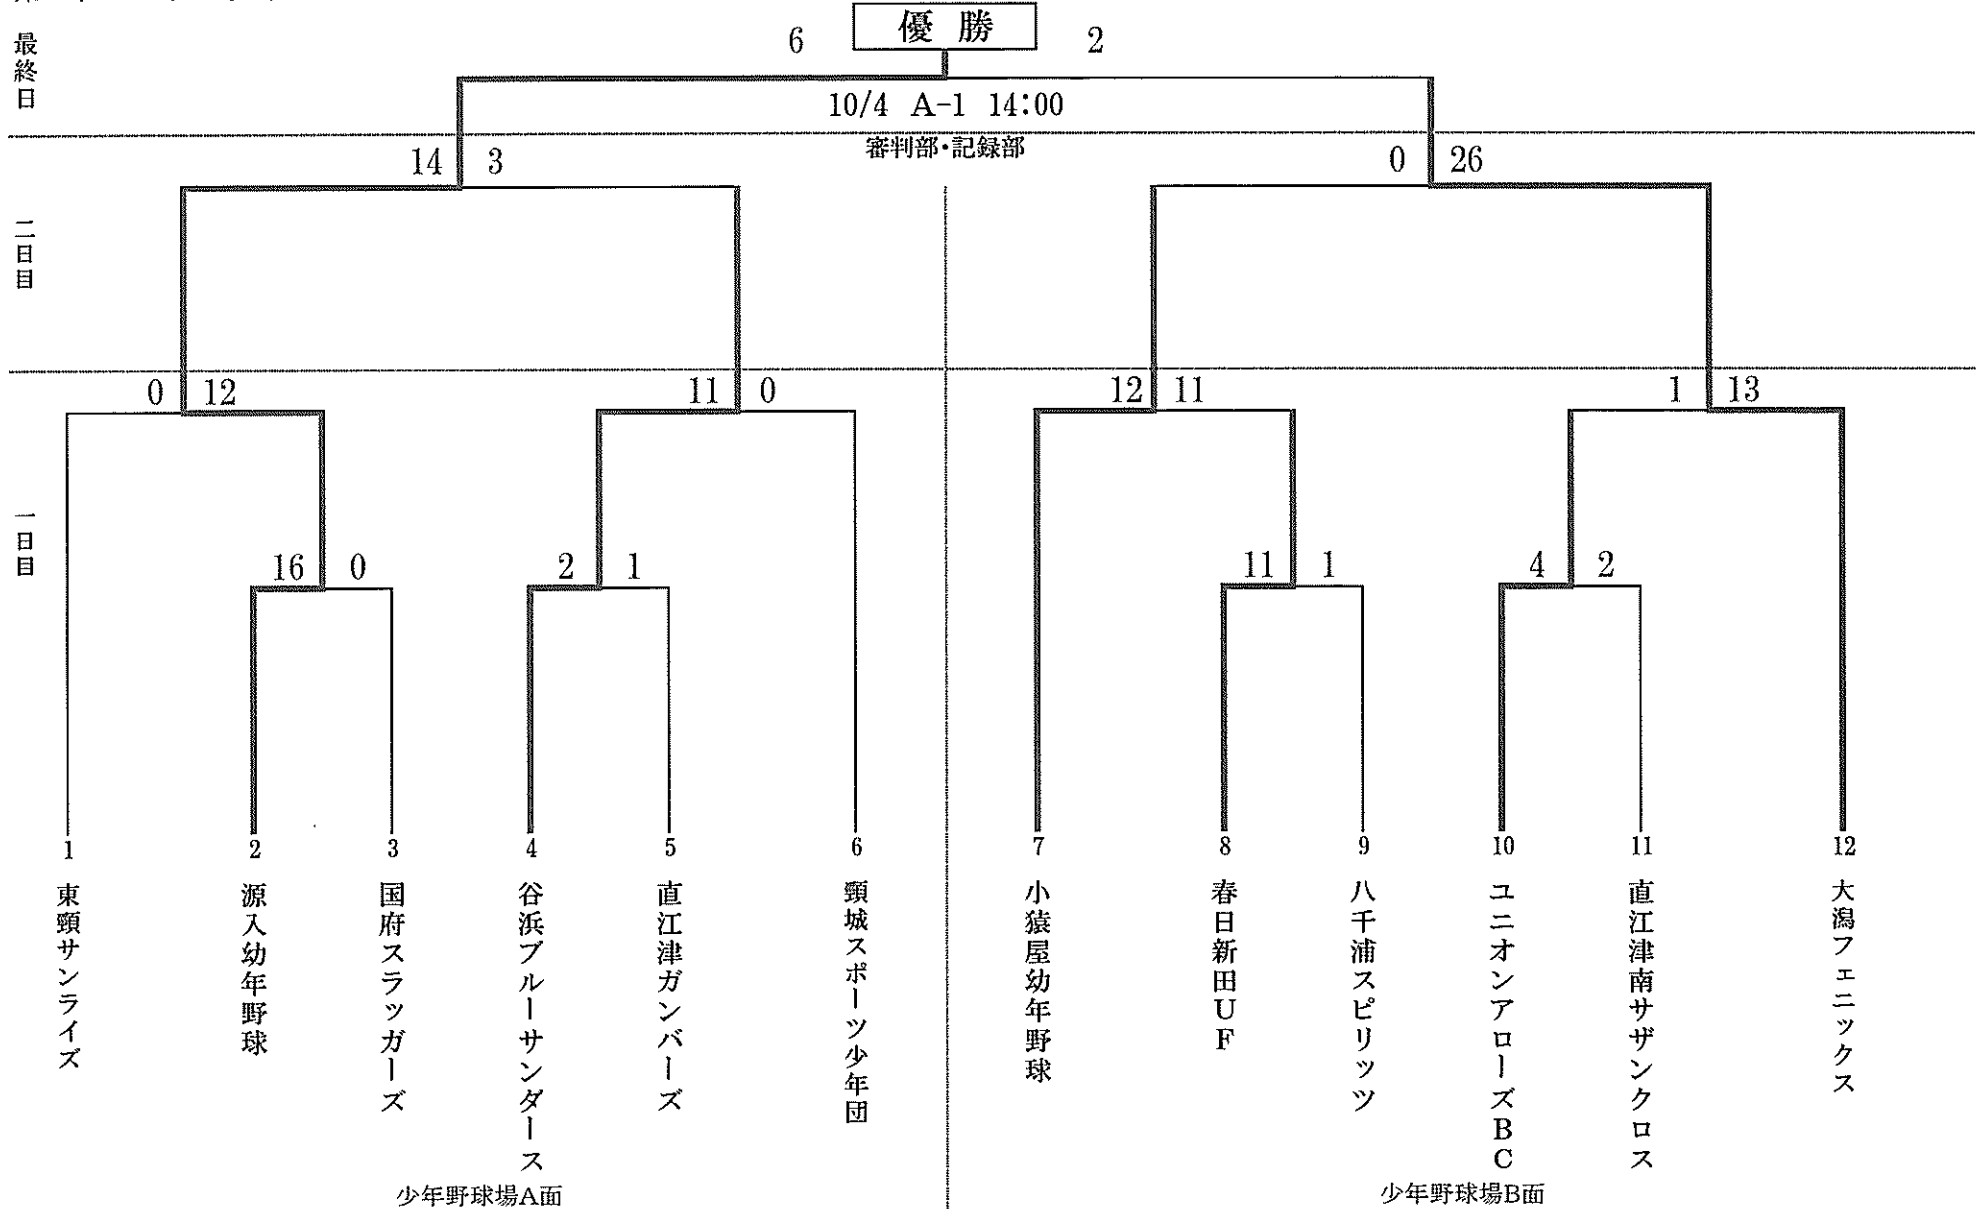 優勝
6
2
最終日
10/4 A-1 14:00
審判部・記録部
14
3
0
26
二日目
0
12
11
0
12
11
1
13
一日目
16
0
2
1
11
1
4
2
1
2
3
4
5
6
7
8
9
10
11
12
東頸サンライズ
源入幼年野球
国府スラッガーズ
谷浜ブルーサンダース
直江津ガンバーズ
頸城スポーツ少年団
小猿屋幼年野球
春日新田UF
八千浦スピリッツ
ユニオンアローズBC
直江津南サザンクロス
大潟フェニックス
少年野球場A面
少年野球場B面